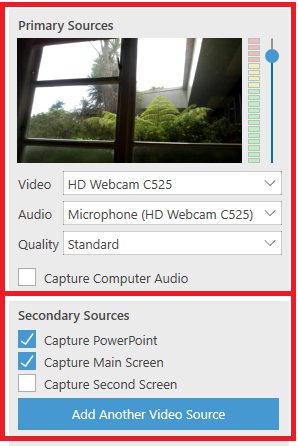 Primary Sources
Video HD Webcam C525
Audio Microphone (HD Webcam C525)
Quality Standard
Capture Computer Audio
Secondary Sources
Capture PowerPoint
Capture Main Screen
Capture Second Screen
Add Another Video Source